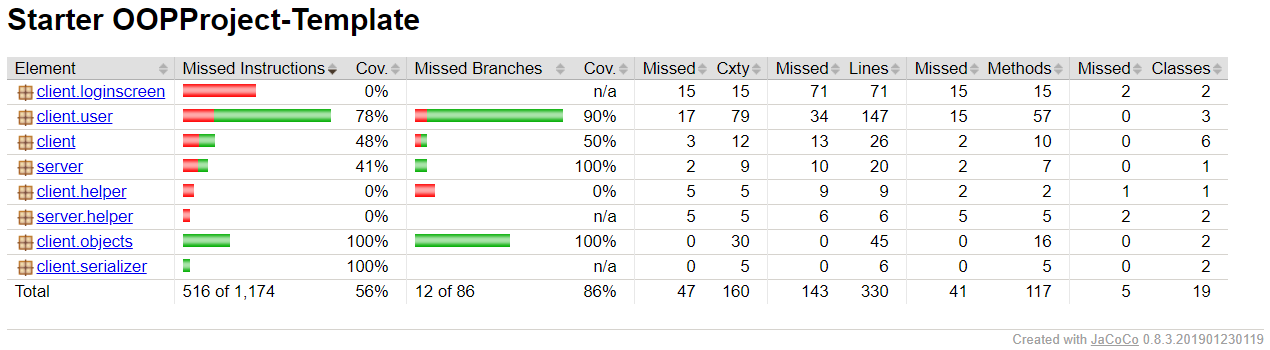 Starter OOPProject-Template
Element Missed Instructions Cov. Missed Branches Cov. Missed Cxty Missed Lines Missed Methods Missed Classes
client.loginscreen 0% n/a 15 15 71 71 15 15 2 2
client.user 78% 90% 17 79 34 147 15 57 0 3
client 48% 50% 3 12 13 26 2 10 0 6
server 41% 100% 2 9 10 20 2 7 0 1
client.helper 0% 0% 5 5 9 9 2 2 1 1
server.helper 0% n/a 5 5 6 6 5 5 2 2
client.objects 100% 100% 0 30 0 45 0 16 0 2
client.serializer 100% n/a 0 5 0 6 0 5 0 2
Total 516 of 1,174 56% 12 of 86 86% 47 160 143 330 41 117 5 19
Created with JaCoCo 0.8.3.201901230119